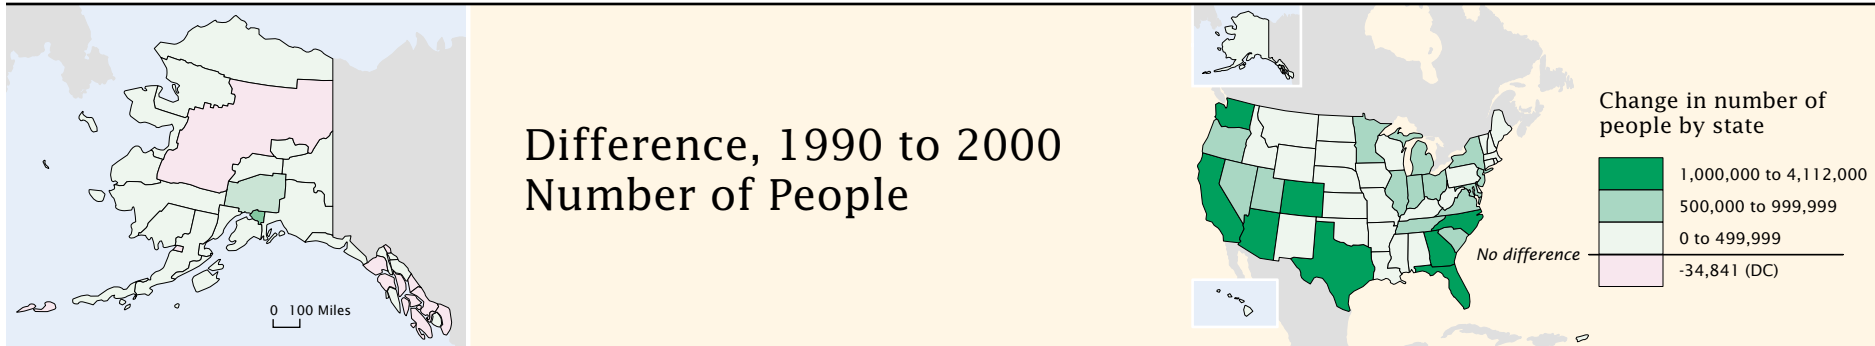 0 100 Miles
Difference, 1990 to 2000
Number of People
Change in number of
people by state
1,000,000 to 4,112,000
500,000 to 999,999
0 to 499,999
No difference
-34,841 (DC)